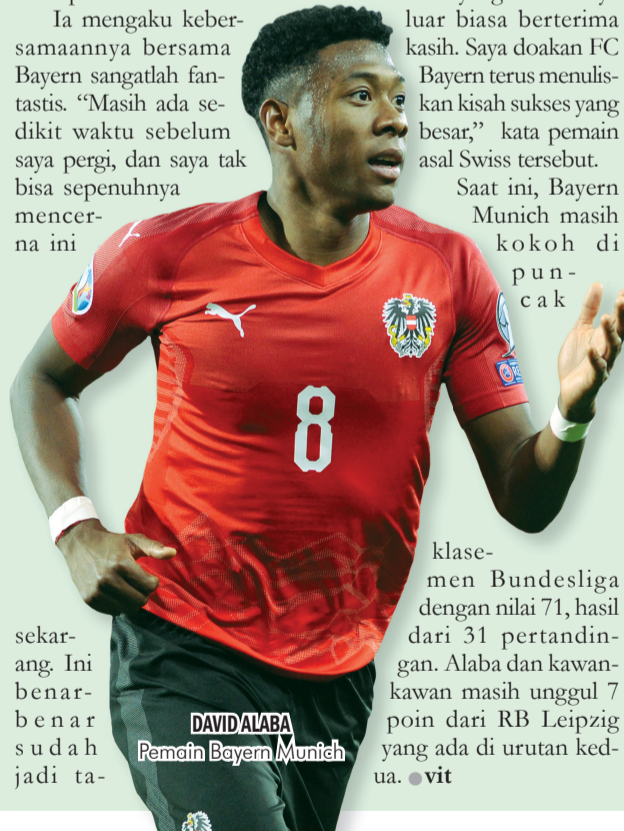 Ia mengaku keber-
samaannya bersama
Bayern sangatlah fan-
tastis. “Masih ada se-
dikit waktu sebelum
saya pergi, dan saya tak
bisa sepenuhnya
mencer-
na ini
sekar-
ang. Ini
benar-
benar
sudah
jadi ta-
luar biasa berterima
kasih. Saya doakan FC
Bayern terus menulis-
kan kisah sukses yang
besar,” kata pemain
asal Swiss tersebut.
Saat ini, Bayern
Munich masih
kokoh di
pun-
cak
klase-
men Bundesliga
dengan nilai 71, hasil
dari 31 pertandin-
gan. Alaba dan kawan-
kawan masih unggul 7
poin dari RB Leipzig
yang ada di urutan ked-
ua. ●vit
8
DAVID ALABA
Pemain Bayern Munich